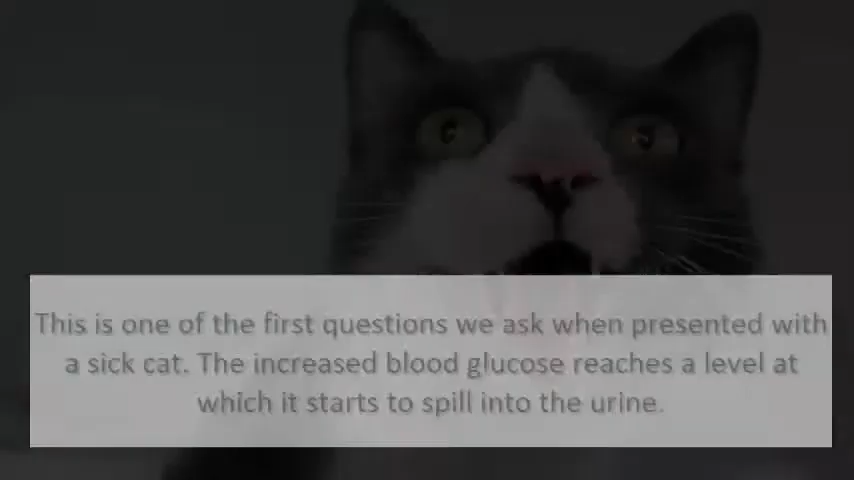 This is one of the first questions we ask when presented with
a sick cat. The increased blood glucose reaches a level at
which it starts to spill into the urine.